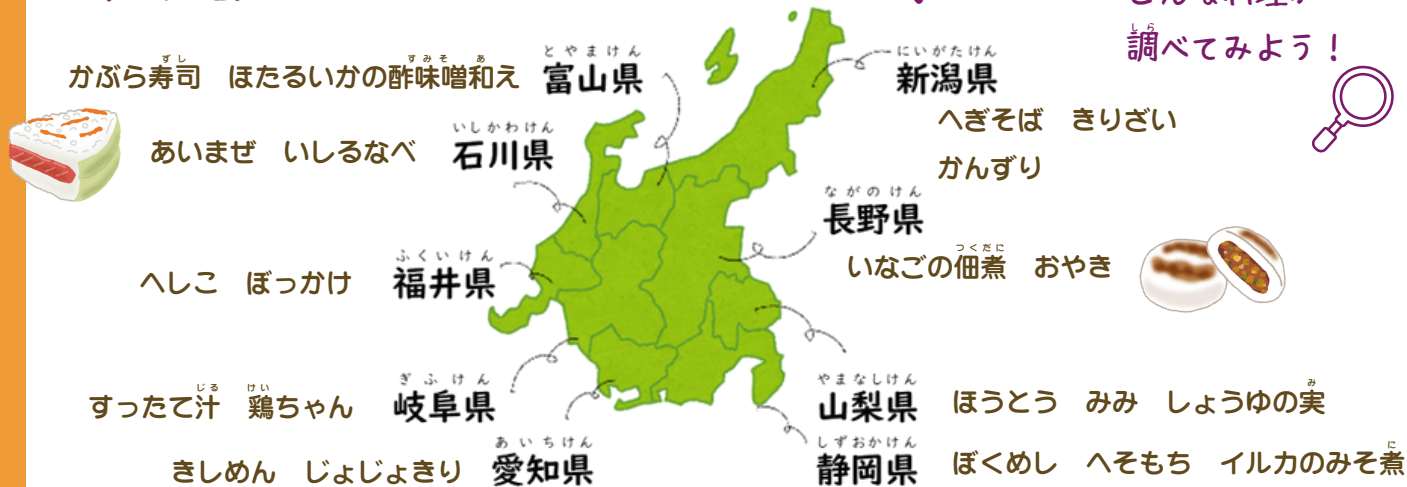 調べてみよう！
かぶら寿司　ほたるいかの酢味噌和え　富山県
新潟県
へぎそば　きりざい
かんずり
あいまぜ　いしるなべ　石川県
長野県
いなごの佃煮　おやき
へしこ　ぼっかけ　福井県
すったて汁　鶏ちゃん　岐阜県
山梨県　ほうとう　みみ　しょうゆの実
きしめん　じょじょきり　愛知県
静岡県　ぼくめし　へそもち　イルカのみそ煮